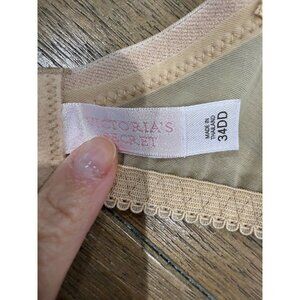 VICTORIA'S
SECRET
34DD
MADE IN
THAILAND